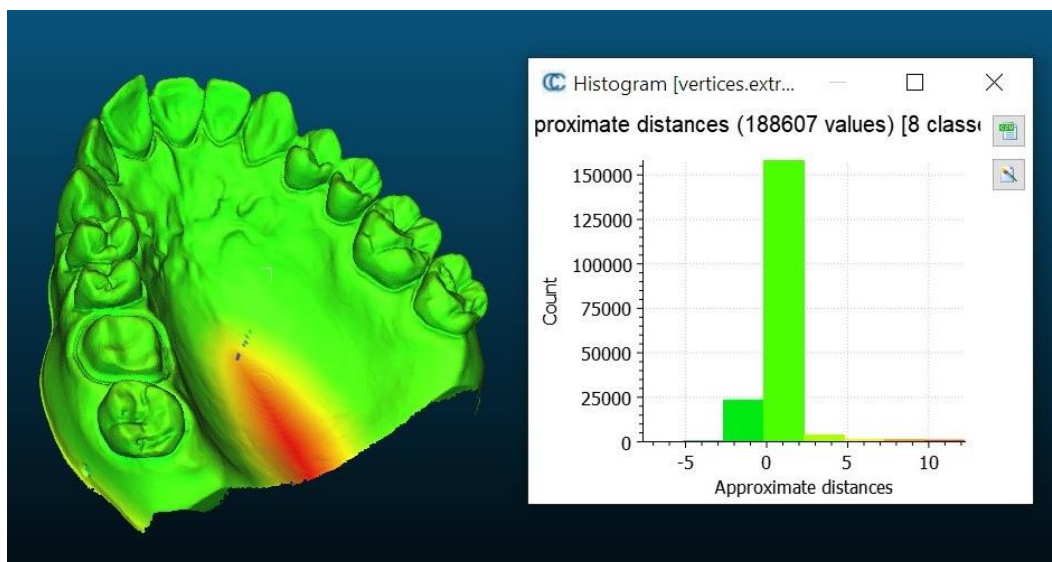 Histogram [vertices.extr...
proximate distances (188607 values) [8 classe
Count
150000
125000
100000
75000
50000
25000
0
-5
0
5
10
Approximate distances